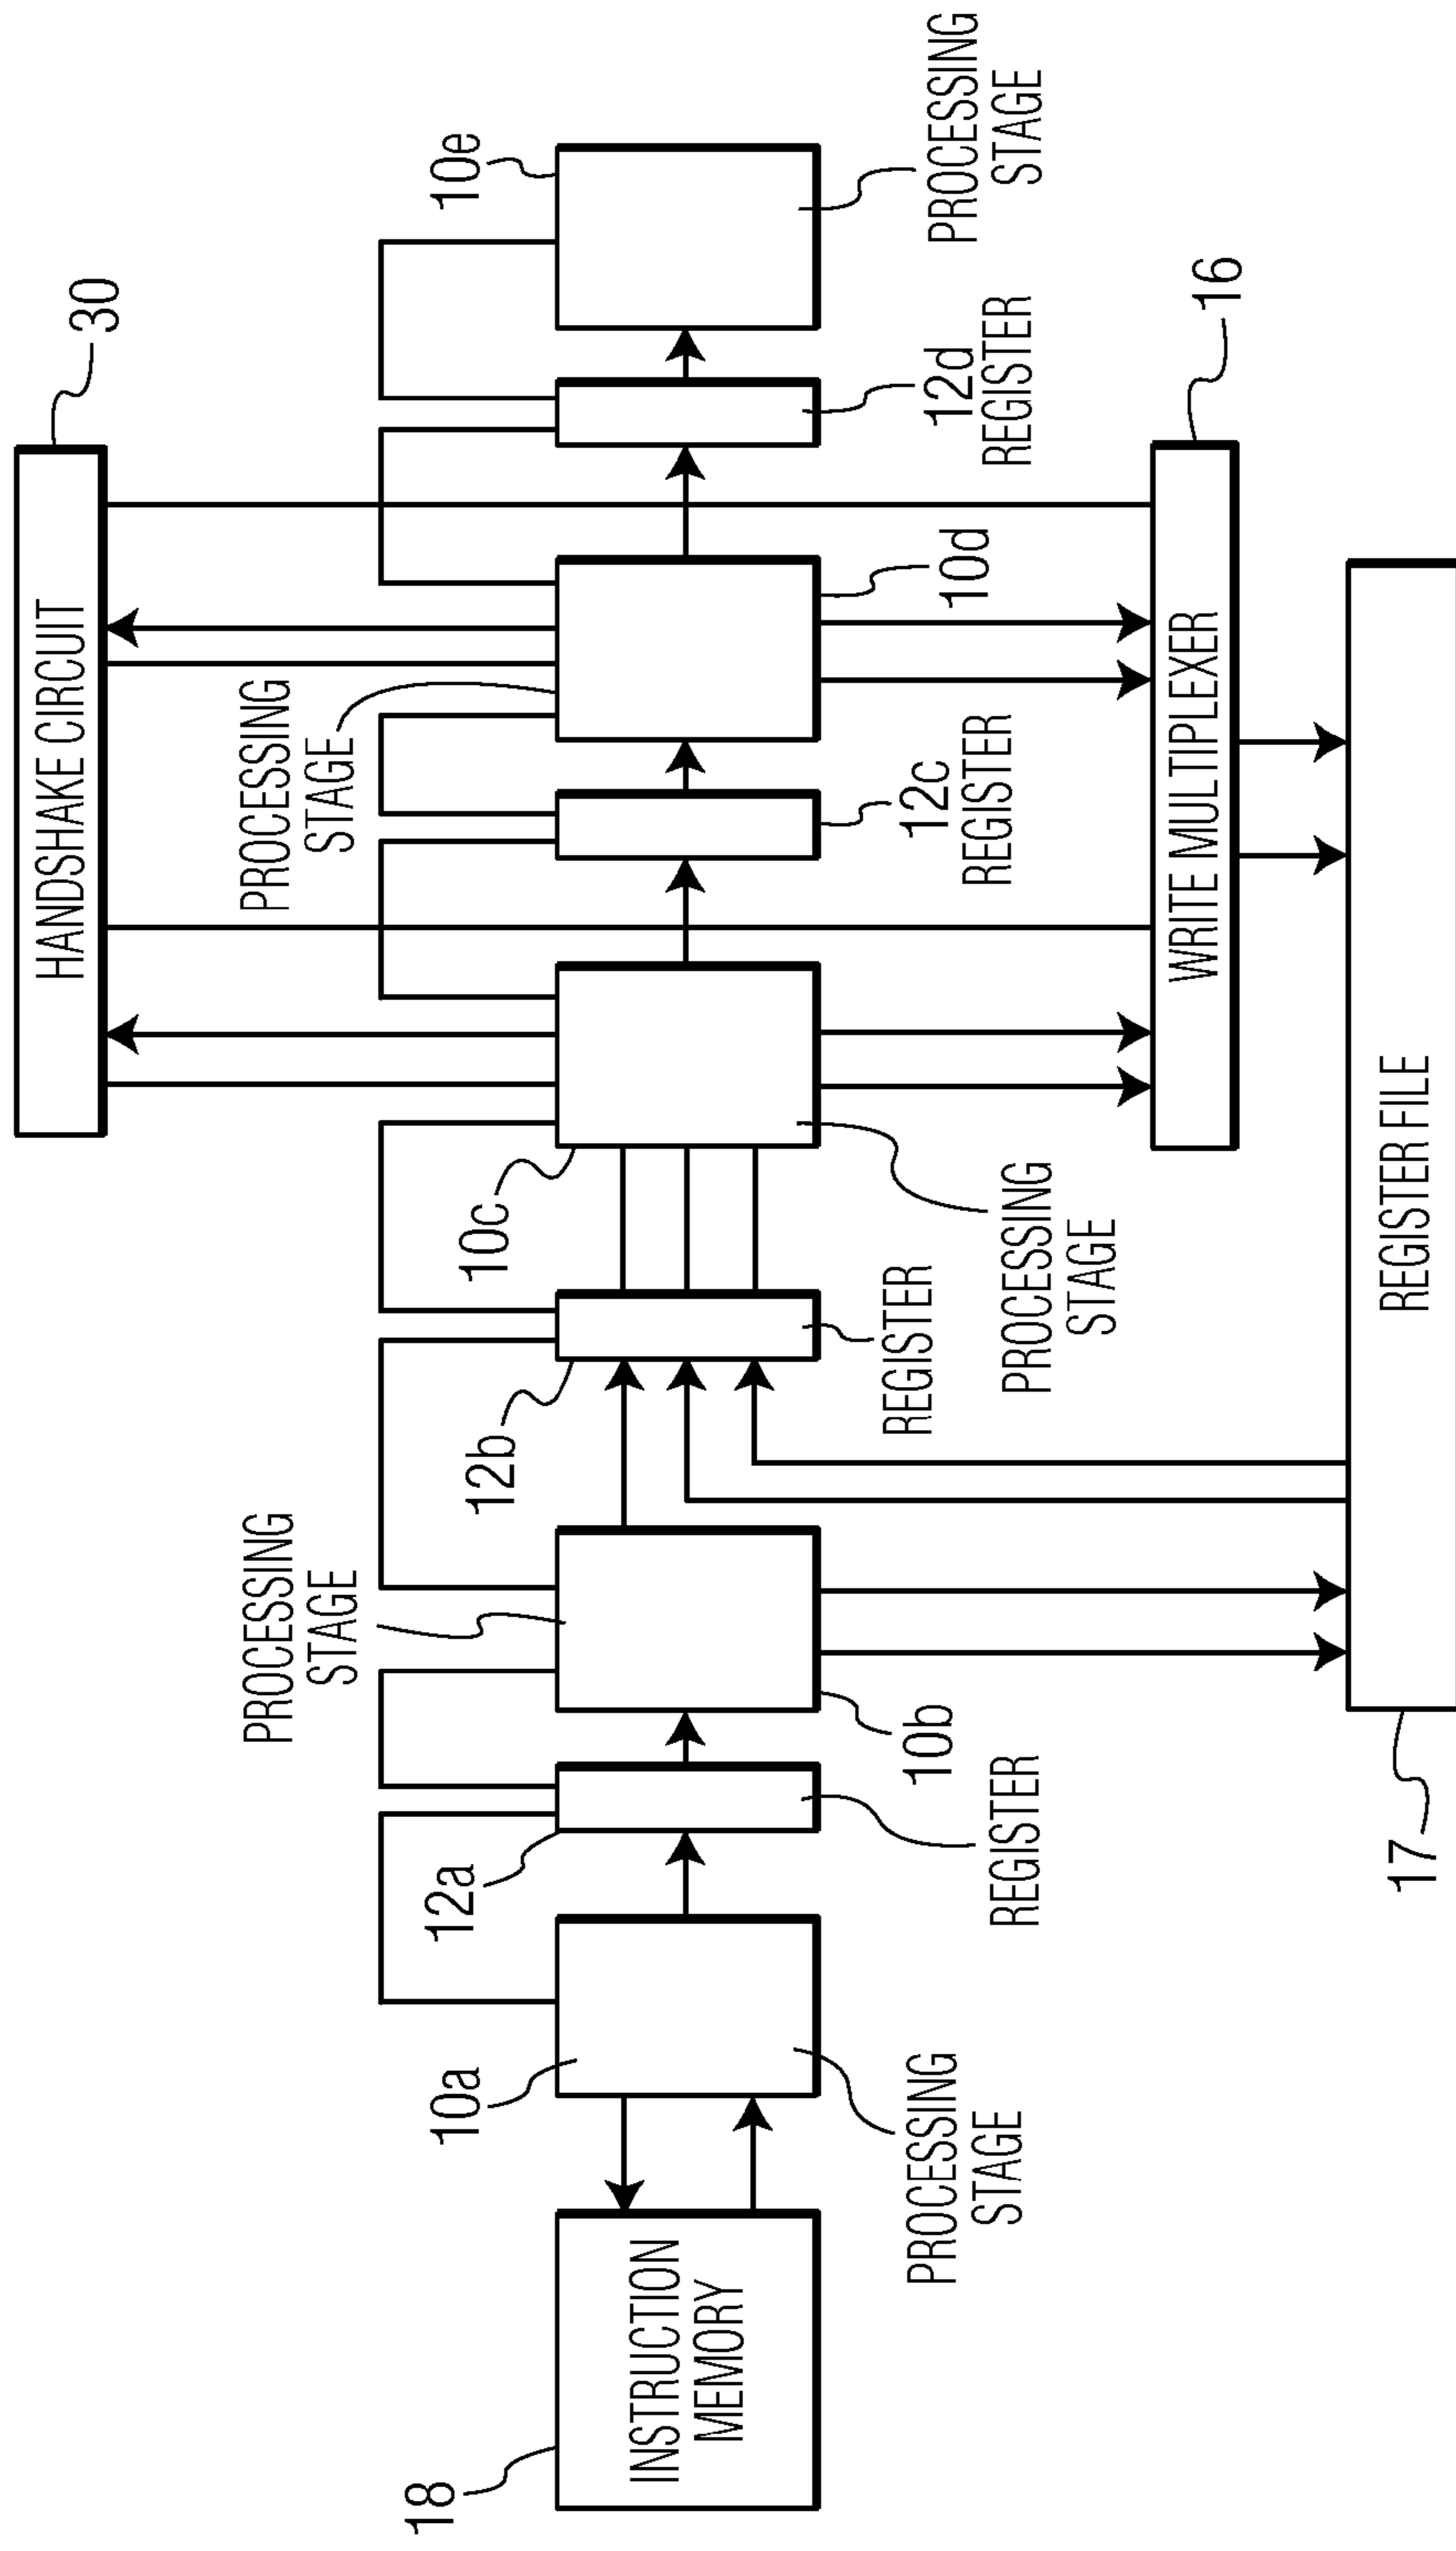 30
HANDSHAKE CIRCUIT
PROCESSING
STAGE
PROCESSING
STAGE
10a
12a
12b
10c
10e
18
INSTRUCTION
MEMORY
PROCESSING
STAGE
REGISTER
10b
REGISTER
PROCESSING
STAGE
12c
REGISTER
10d
12d
REGISTER
PROCESSING
STAGE
WRITE MULTIPLEXER
16
REGISTER FILE
17